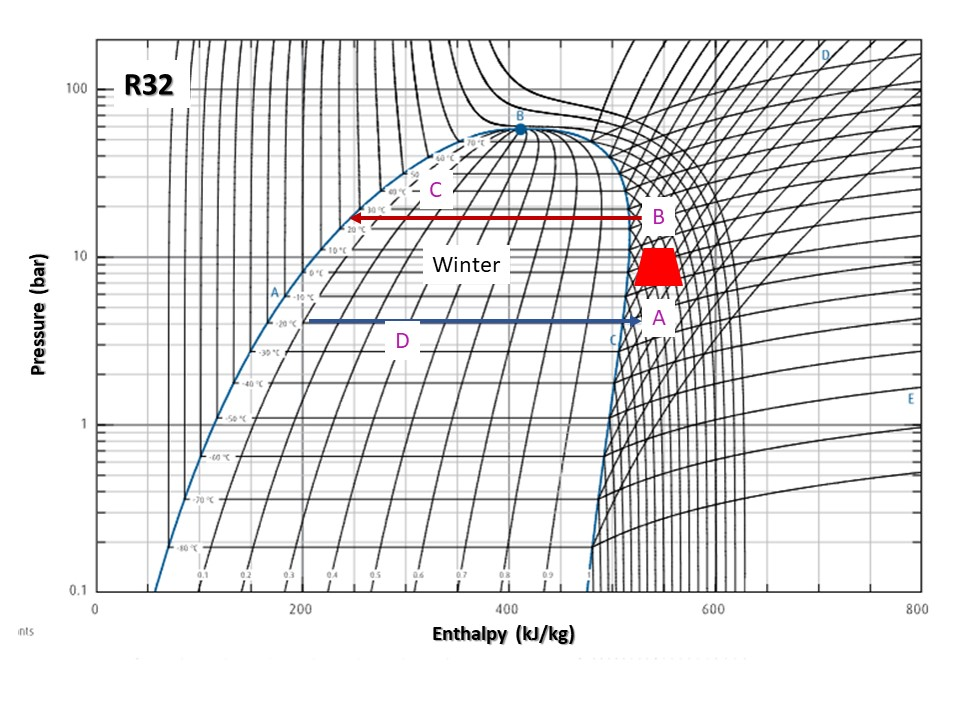 R32
100
10
1
0.1
Pressure (bar)
0
200
400
600
800
Enthalpy (kJ/kg)
D
B
70 °C
60 °C
50
40 °C
30 °C
20 °C
10 °C
0 °C
-10 °C
-20 °C
-30 °C
-40 °C
-50 °C
-60 °C
-70 °C
-80 °C
A
C
E
C
B
Winter
A
D
0.1
0.2
0.3
0.4
0.5
0.6
0.7
0.8
0.9
1
nts